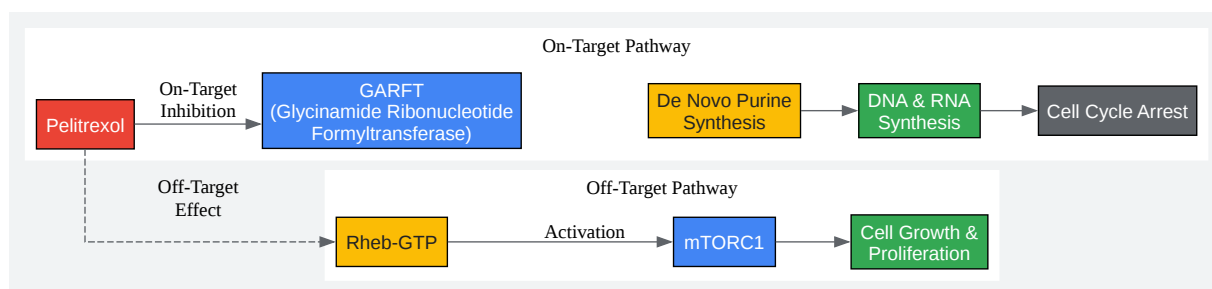 On-Target Pathway
Pelitrexol
On-Target
Inhibition
GARFT
(Glycinamide Ribonucleotide
Formyltransferase)
De Novo Purine
Synthesis
DNA & RNA
Synthesis
Cell Cycle Arrest
Off-Target
Effect
Off-Target Pathway
Rheb-GTP
Activation
mTORC1
Cell Growth &
Proliferation